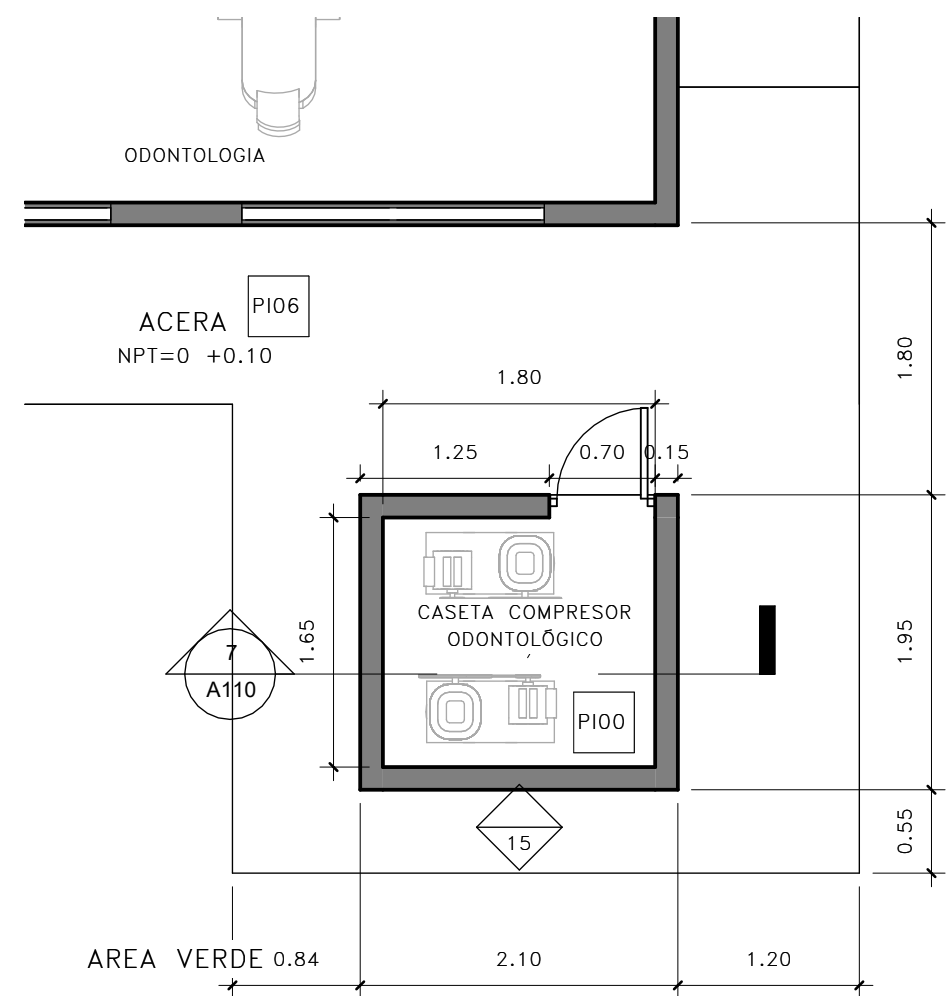 ODONTOLOGIA
PI06
ACERA
NPT=0 +0.10
1.80
1.80
1.25
0.70
0.15
CASETA COMPRESOR
ODONTOLÓGICO
1.65
1.95
7
A110
PI00
15
0.55
AREA VERDE
0.84
2.10
1.20